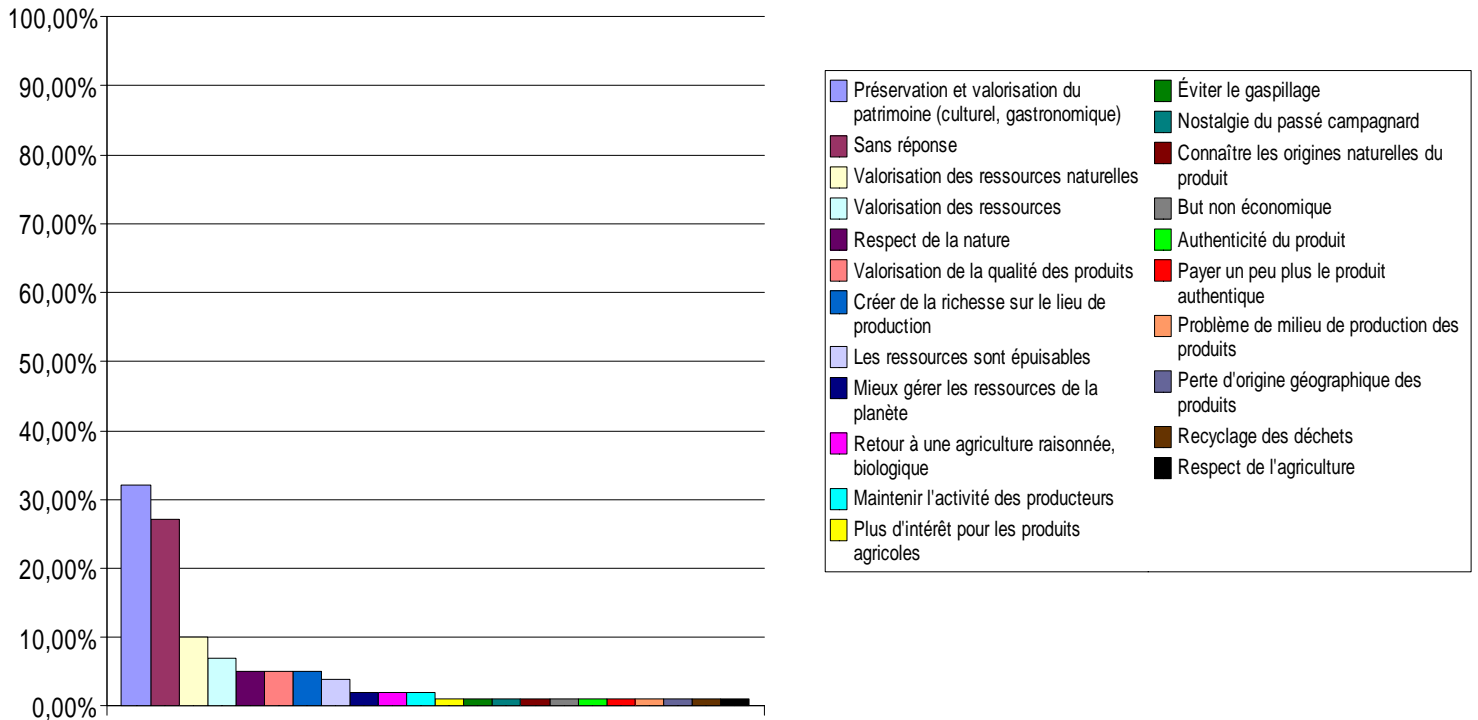 100,00%
90,00%
80,00%
70,00%
60,00%
50,00%
40,00%
30,00%
20,00%
10,00%
0,00%
Préservation et valorisation du
patrimoine (culturel, gastronomique)
Sans réponse
Valorisation des ressources naturelles
Valorisation des ressources
Respect de la nature
Valorisation de la qualité des produits
Créer de la richesse sur le lieu de
production
Les ressources sont épuisables
Mieux gérer les ressources de la
planète
Retour à une agriculture raisonnée,
biologique
Maintenir l'activité des producteurs
Plus d'intérêt pour les produits
agricoles
Éviter le gaspillage
Nostalgie du passé campagnard
Connaître les origines naturelles du
produit
But non économique
Authenticité du produit
Payer un peu plus le produit
authentique
Problème de milieu de production des
produits
Perte d'origine géographique des
produits
Recyclage des déchets
Respect de l'agriculture